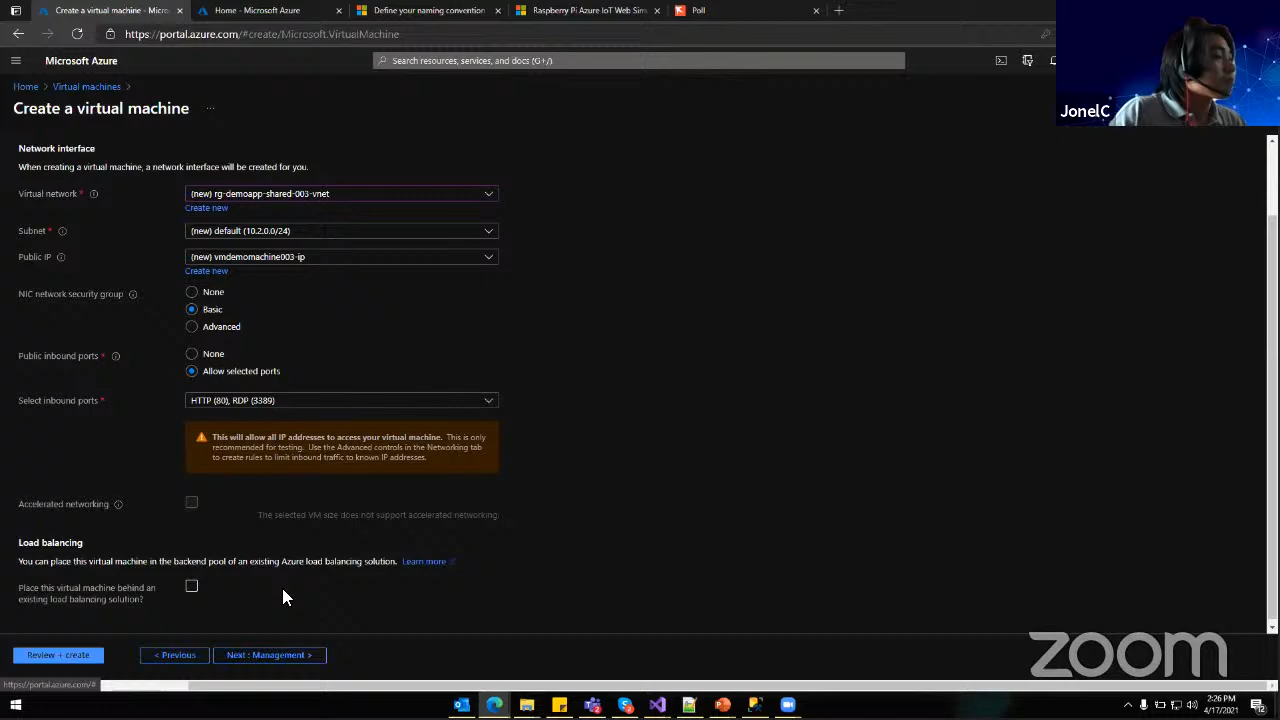 Create a virtual machine - Micro
Home - Microsoft Azure
Define your naming convention
Raspberry Pi Azure IoT Web Sim
Poll
https://portal.azure.com/#create/Microsoft.VirtualMachine
Microsoft Azure
Search resources, services, and docs (G+/)
Home > Virtual machines >
Create a virtual machine ...
JonelC
Network interface
When creating a virtual machine, a network interface will be created for you.
Virtual network *
(new) rg-demoapp-shared-003-vnet
Create new
Subnet *
(new) default (10.2.0.0/24)
Public IP
(new) vmdemomachine003-ip
Create new
NIC network security group
None
Basic
Advanced
Public inbound ports *
None
Allow selected ports
Select inbound ports *
HTTP (80), RDP (3389)
This will allow all IP addresses to access your virtual machine. This is only
recommended for testing. Use the Advanced controls in the Networking tab
to create rules to limit inbound traffic to known IP addresses.
Accelerated networking
The selected VM size does not support accelerated networking.
Load balancing
You can place this virtual machine in the backend pool of an existing Azure load balancing solution. Learn more
Place this virtual machine behind an
existing load balancing solution?
Review + create
< Previous
Next : Management >
zoom
https://portal.azure.com/#
2:26 PM
4/17/2021